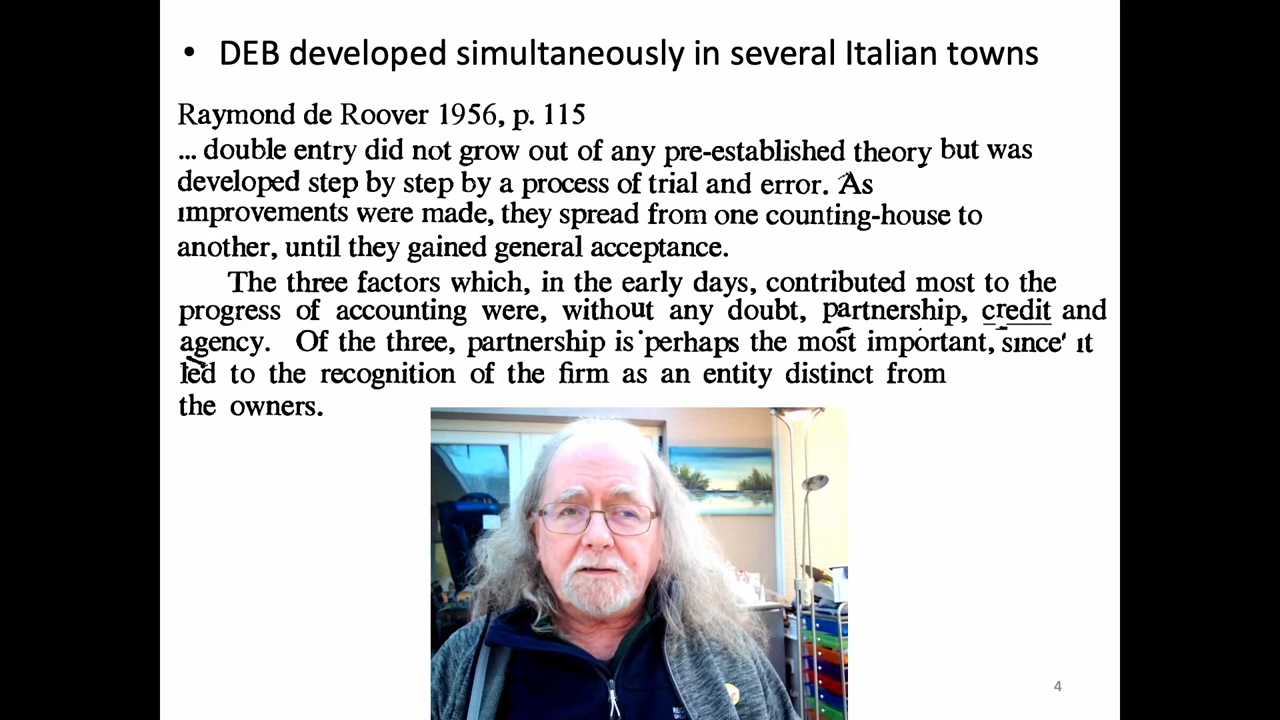 • DEB developed simultaneously in several Italian towns
Raymond de Roover 1956, p. 115
... double entry did not grow out of any pre-established theory but was
developed step by step by a process of trial and error. As
improvements were made, they spread from one counting-house to
another, until they gained general acceptance.
The three factors which, in the early days, contributed most to the
progress of accounting were, without any doubt, partnership, credit and
agency. Of the three, partnership is perhaps the most important, since it
led to the recognition of the firm as an entity distinct from
the owners.
4